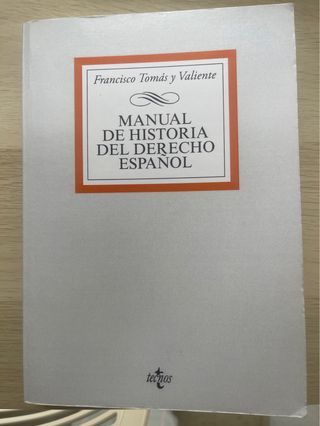 Francisco Tomás y Valiente
MANUAL
DE HISTORIA
DEL DERECHO
ESPAÑOL
tecnos